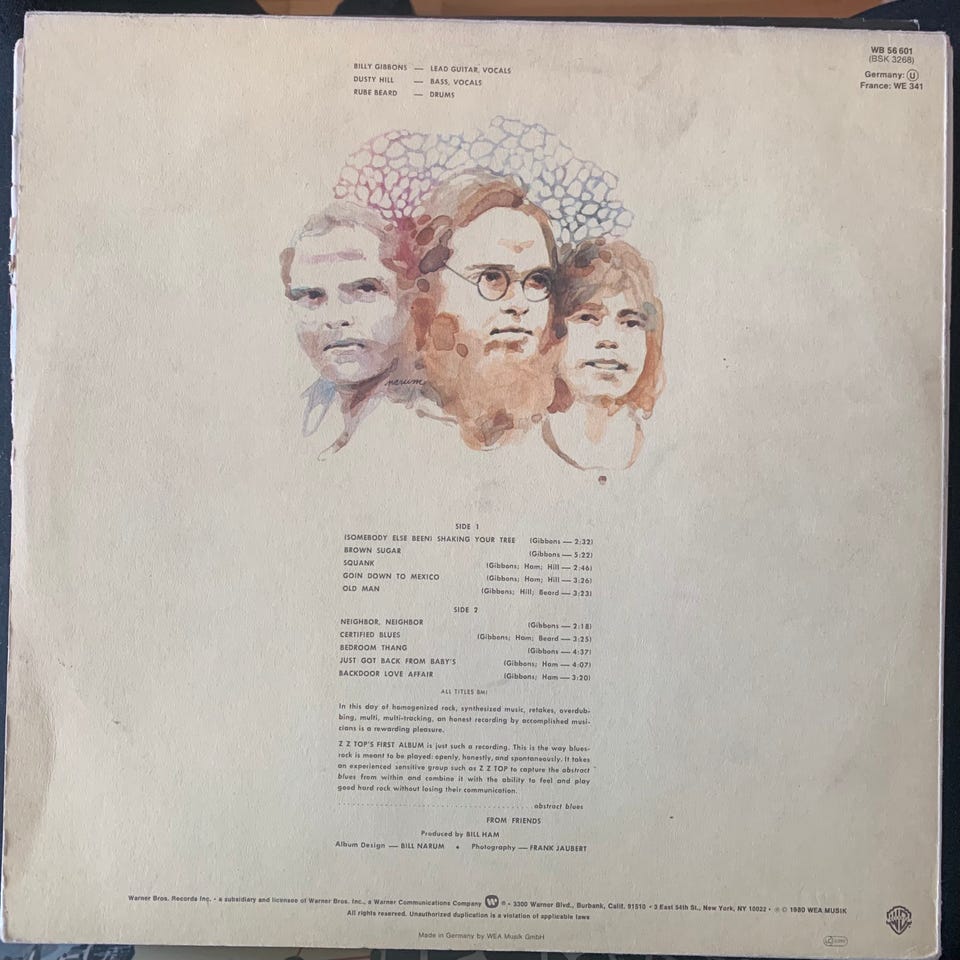 BILLY GIBBONS — LEAD GUITAR, VOCALS
DUSTY HILL — BASS, VOCALS
RUBE BEARD — DRUMS
WB 56 601
(BSK 3268)
Germany: U
France: WE 341
narum
SIDE 1
(SOMEBODY ELSE BEEN) SHAKING YOUR TREE (Gibbons — 2:32)
BROWN SUGAR (Gibbons — 5:22)
SQUANK (Gibbons; Ham; Hill — 2:46)
GOIN DOWN TO MEXICO (Gibbons; Ham; Hill — 3:26)
OLD MAN (Gibbons; Hill; Beard — 3:23)
SIDE 2
NEIGHBOR, NEIGHBOR (Gibbons — 2:18)
CERTIFIED BLUES (Gibbons; Ham; Beard — 3:25)
BEDROOM THANG (Gibbons — 4:37)
JUST GOT BACK FROM BABY'S (Gibbons; Ham — 4:07)
BACKDOOR LOVE AFFAIR (Gibbons; Ham — 3:20)
ALL TITLES BMI
In this day of homogenized rock, synthesized music, retakes, overdub-
bing, multi, multi-tracking, an honest recording by accomplished musi-
cians is a rewarding pleasure.
Z Z TOP'S FIRST ALBUM is just such a recording. This is the way blues-
rock is meant to be played: openly, honestly, and spontaneously. It takes
an experienced sensitive group such as Z Z TOP to capture the abstract
blues from within and combine it with the ability to feel and play
good hard rock without losing their communication.
. . . . . . . . . . . . . . . . . . . . . . . . . . . . . . . . . . . . . . . . abstract blues
FROM FRIENDS
Produced by BILL HAM
Album Design — BILL NARUM • Photography — FRANK JAUBERT
Warner Bros. Records Inc. • a subsidiary and licensee of Warner Bros. Inc., a Warner Communications Company ® • 3300 Warner Blvd., Burbank, Calif. 91510 • 3 East 54th St., New York, NY 10022 • ℗ © 1980 WEA MUSIK
All rights reserved. Unauthorized duplication is a violation of applicable laws
Made in Germany by WEA Musik GmbH